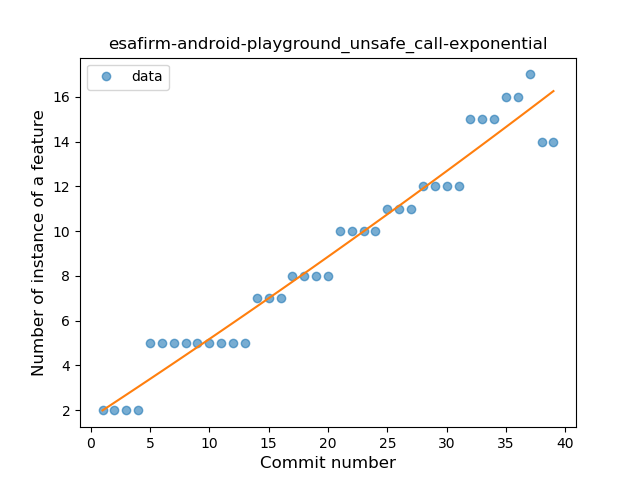 esafirm-android-playground_unsafe_call-exponential
data
Number of instance of a feature
16
14
12
10
8
6
4
2
0 5 10 15 20 25 30 35 40
Commit number